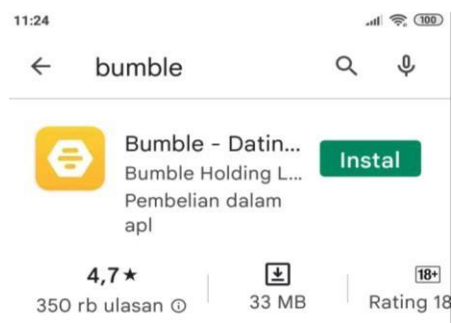 11:24 100
bumble
Bumble - Datin...
Instal
Bumble Holding L...
Pembelian dalam
apl
4,7★ 18+
350 rb ulasan 33 MB Rating 18